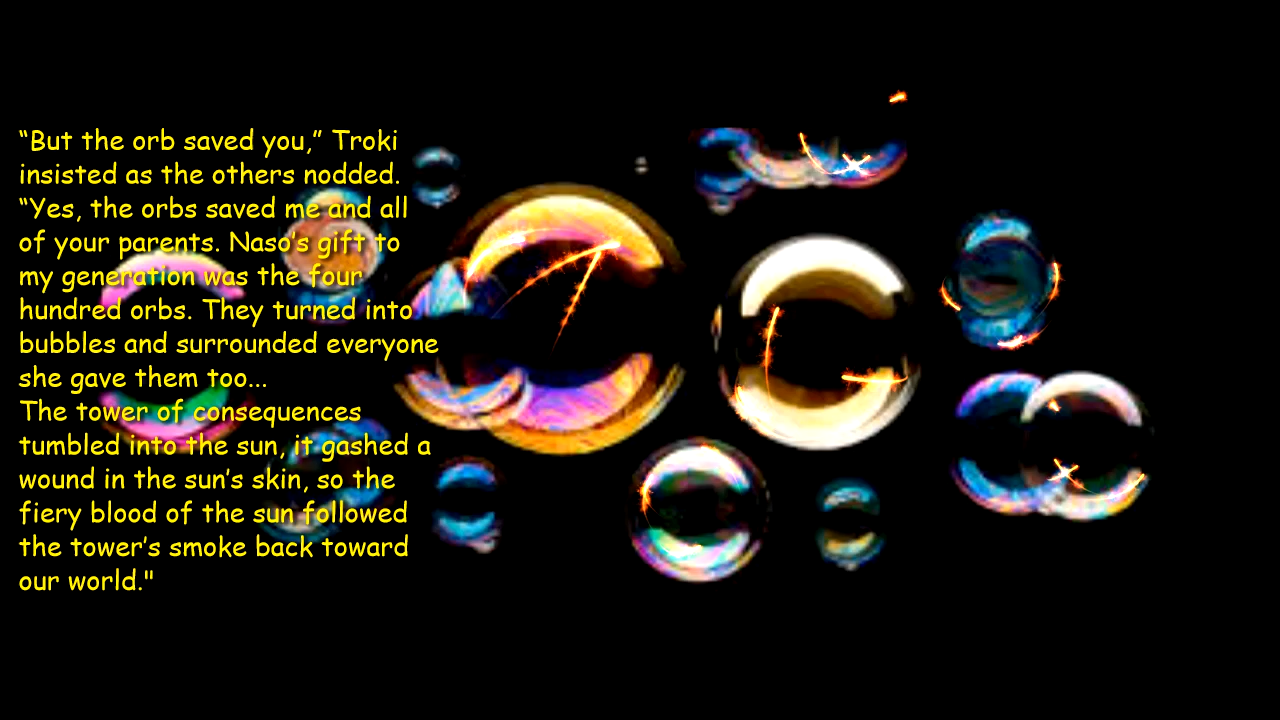 “But the orb saved you,” Troki
insisted as the others nodded.
“Yes, the orbs saved me and all
of your parents. Naso’s gift to
my generation was the four
hundred orbs. They turned into
bubbles and surrounded everyone
she gave them too...
The tower of consequences
tumbled into the sun, it gashed a
wound in the sun’s skin, so the
fiery blood of the sun followed
the tower’s smoke back toward
our world."